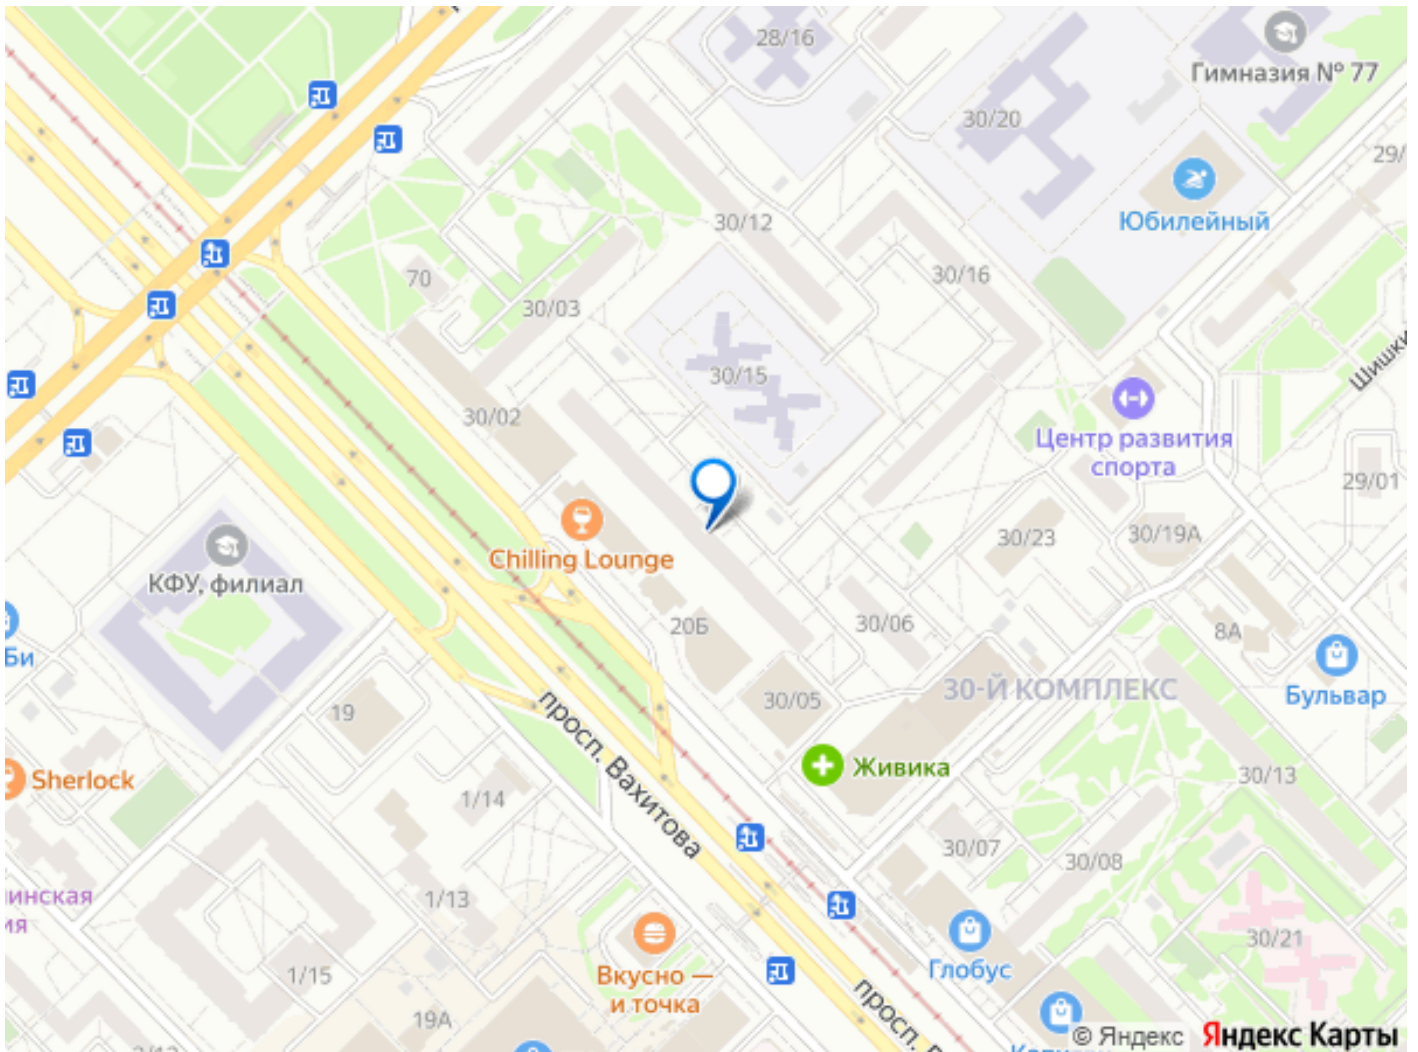 28/16
Гимназия № 77
30/20
29/
Юбилейный
30/12
30/16
70
30/03
Шишки
30/15
30/02
Центр развития
спорта
29/01
30/23
30/19А
Chilling Lounge
КФУ, филиал
30/06
20Б
8А
Би
30-Й КОМПЛЕКС
Бульвар
30/05
19
просп. Вахитова
Живика
Sherlock
30/13
1/14
30/07
30/08
инская
ия
1/13
30/21
Глобус
Вкусно —
и точка
1/15
просп.
19А
© Яндекс
Яндекс Карты